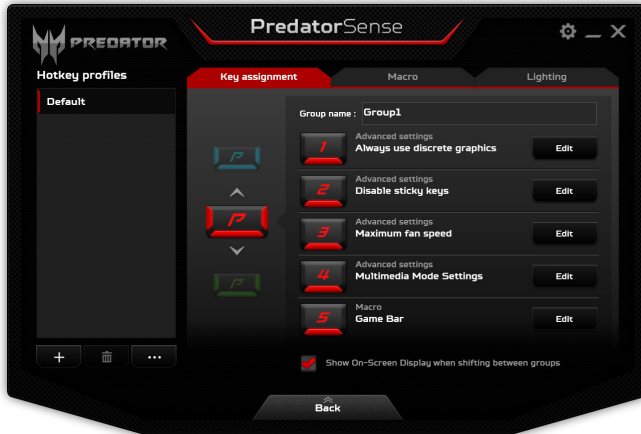 PredatorSense
PREDATOR
Hotkey profiles
Default
Key assignment
Macro
Lighting
Group name : Group1
1
Advanced settings
Always use discrete graphics
Edit
2
Advanced settings
Disable sticky keys
Edit
3
Advanced settings
Maximum fan speed
Edit
4
Advanced settings
Multimedia Mode Settings
Edit
5
Macro
Game Bar
Edit
P
P
P
Show On-Screen Display when shifting between groups
Back